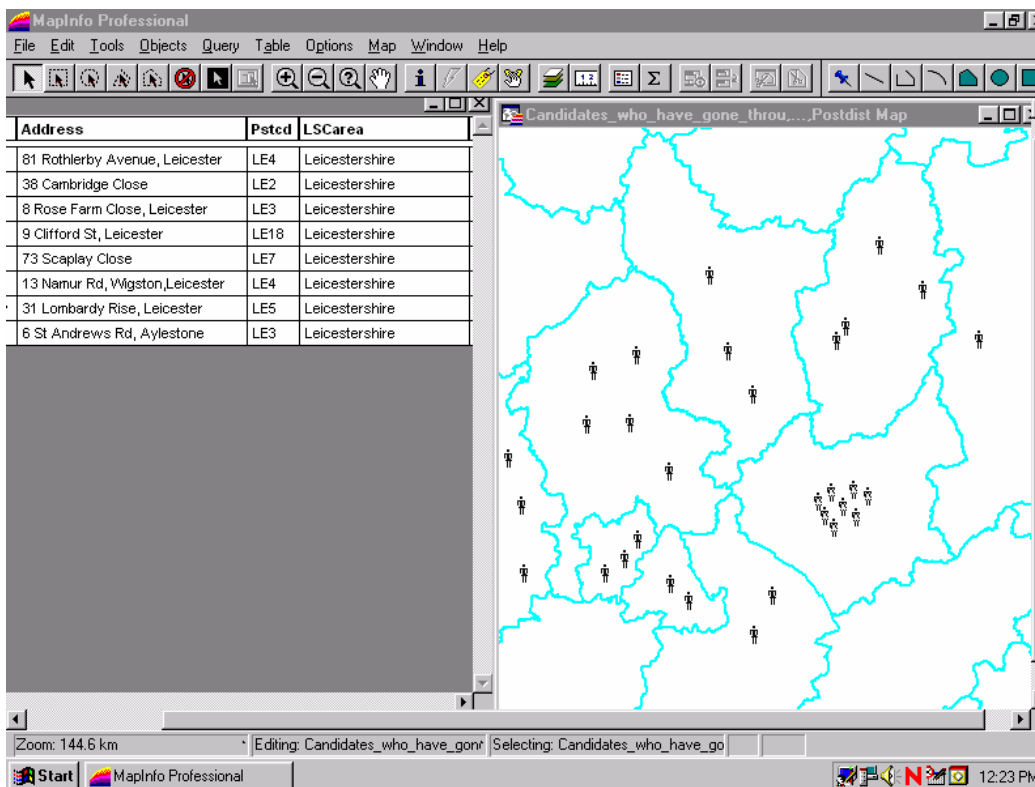 MapInfo Professional
File Edit Tools Objects Query Table Options Map Window Help
Address Pstcd LSCarea
81 Rothlerby Avenue, Leicester LE4 Leicestershire
38 Cambridge Close LE2 Leicestershire
8 Rose Farm Close, Leicester LE3 Leicestershire
9 Clifford St, Leicester LE18 Leicestershire
73 Scaplay Close LE7 Leicestershire
13 Namur Rd, Wigston,Leicester LE4 Leicestershire
31 Lombardy Rise, Leicester LE5 Leicestershire
6 St Andrews Rd, Aylestone LE3 Leicestershire
Candidates_who_have_gone_throu,...,Postdist Map
Zoom: 144.6 km Editing: Candidates_who_have_gon Selecting: Candidates_who_have_go
Start MapInfo Professional N 12:23 PM